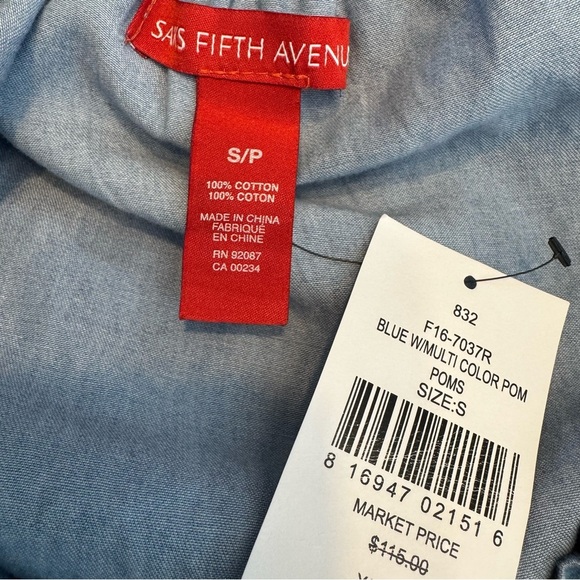 SAKS FIFTH AVENU
S/P
100% COTTON
100% COTON
MADE IN CHINA
FABRIQUÉ
EN CHINE
RN 92087
CA 00234
832
F16-7037R
BLUE W/MULTI COLOR POM
POMS
SIZE:S
8 16947 02151 6
MARKET PRICE
$115.00